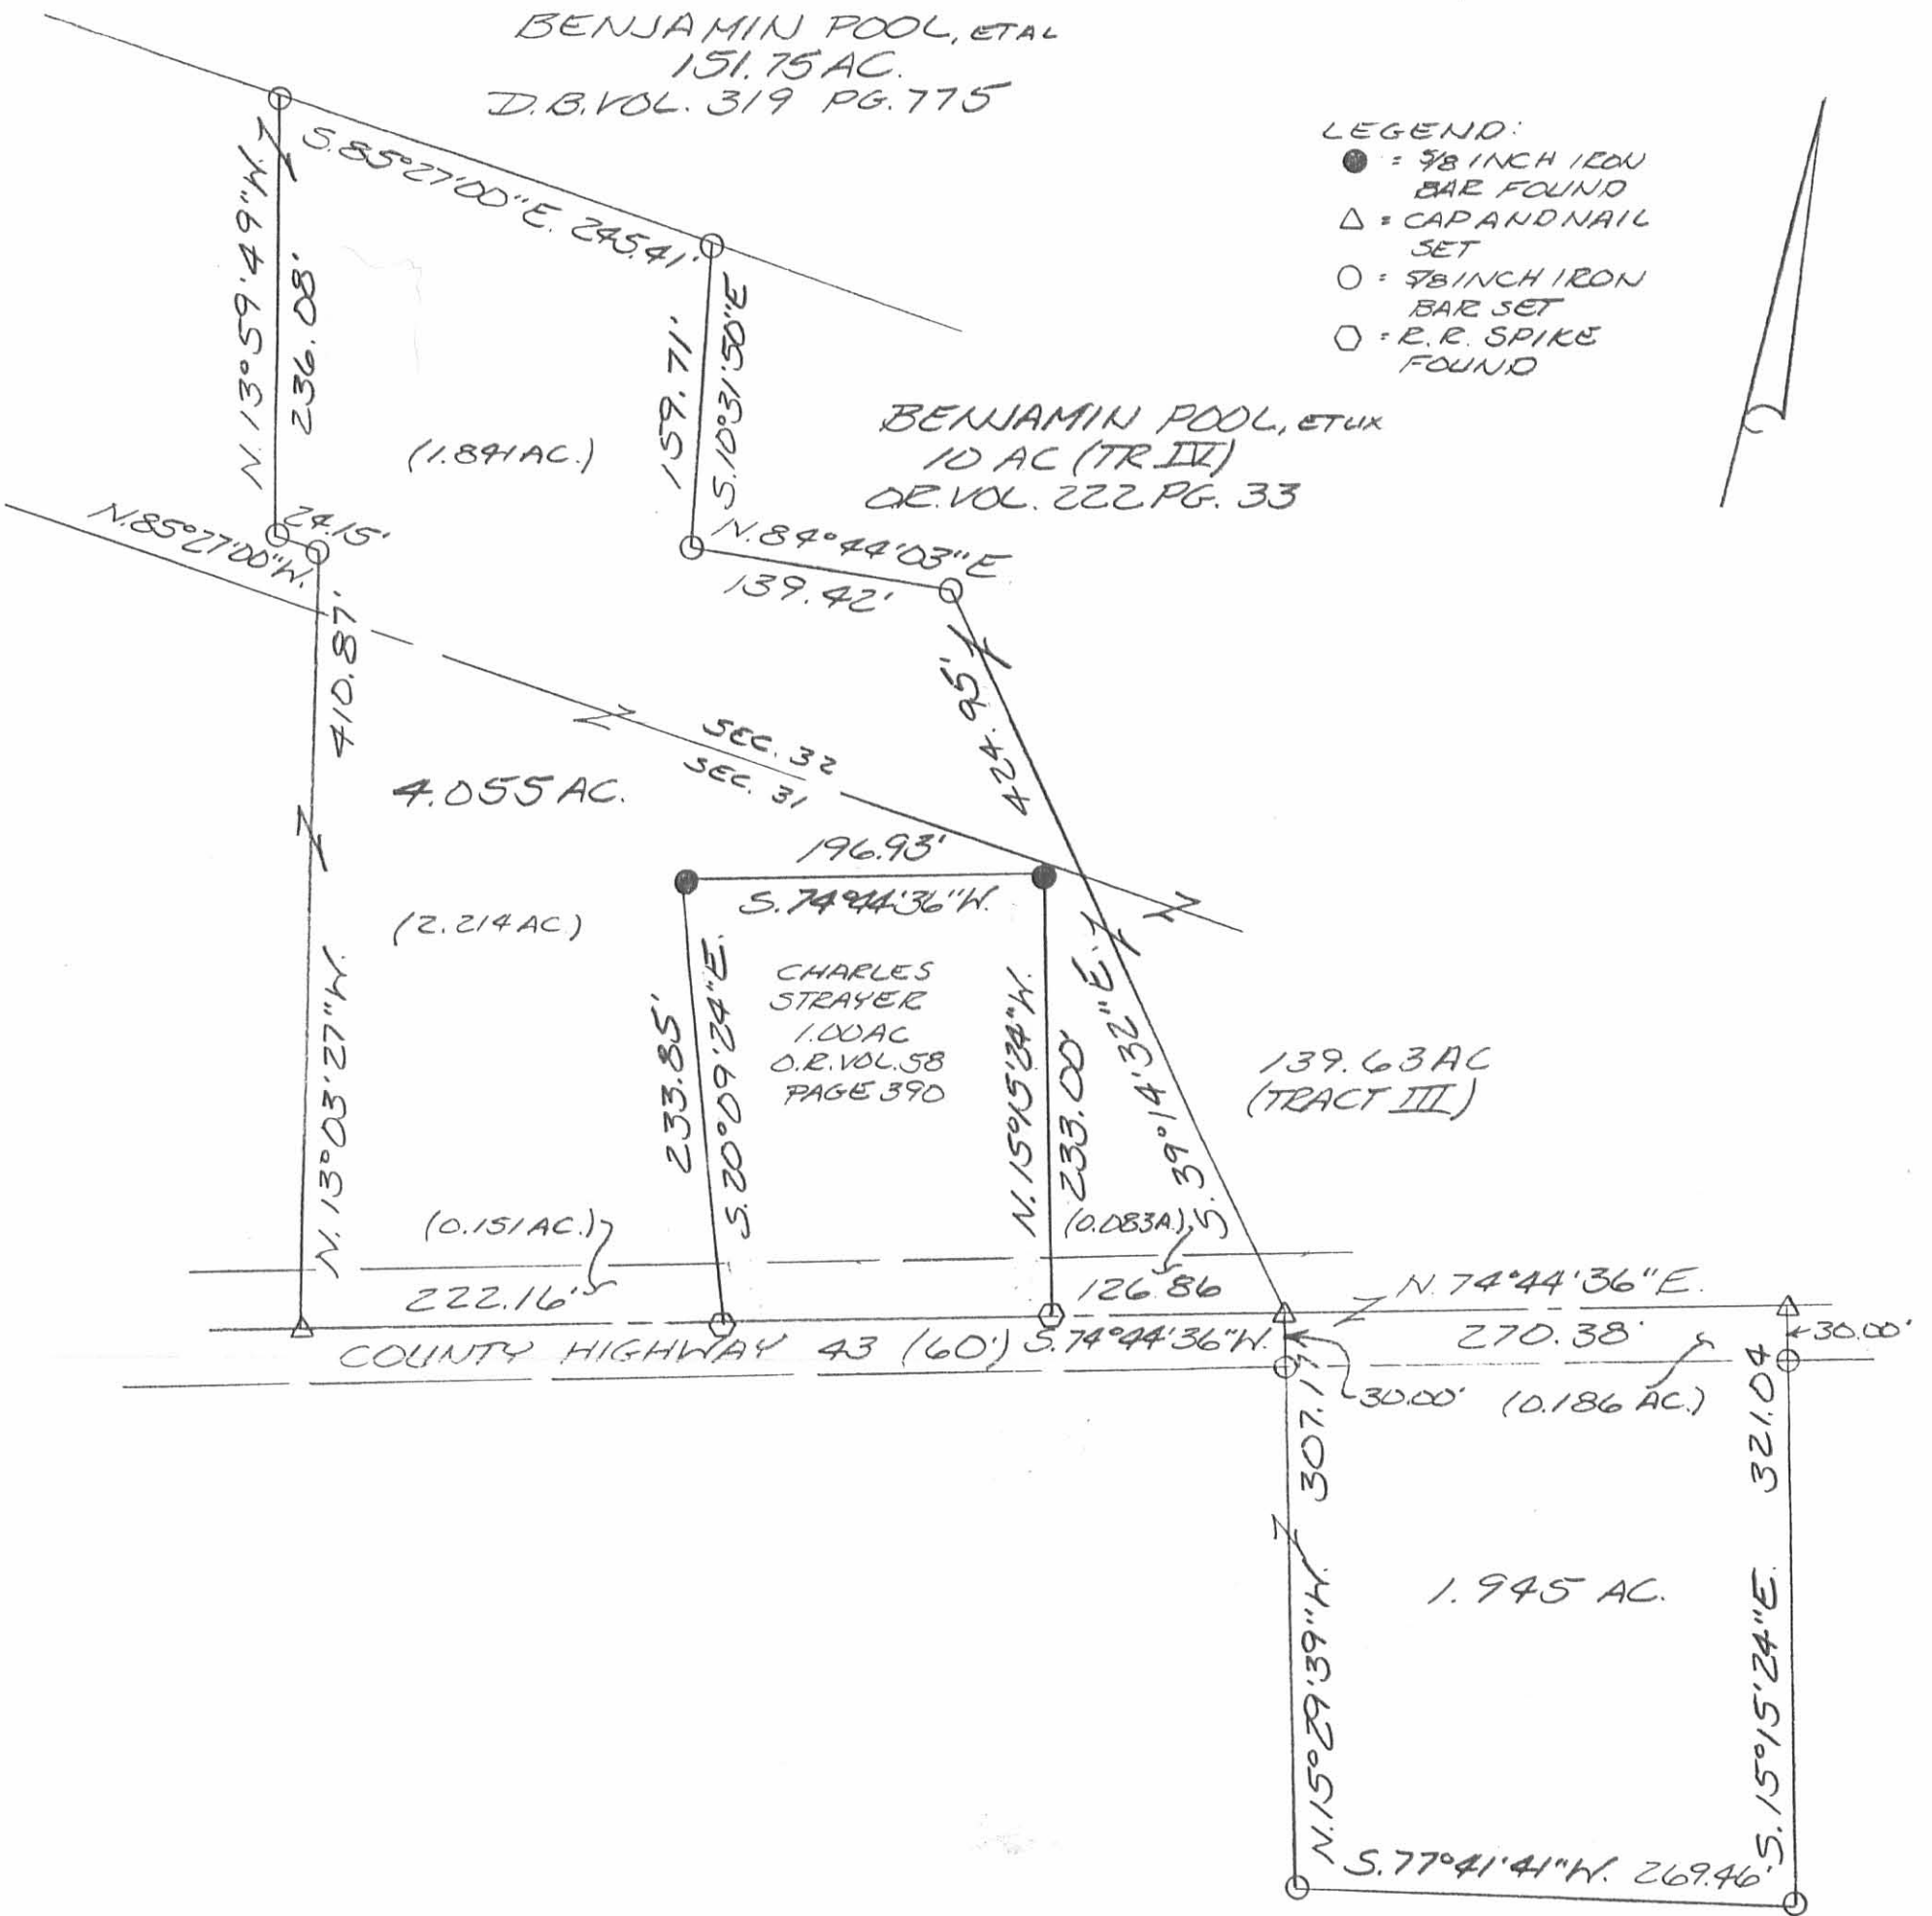 BENJAMIN POOL, ETAL
151.75 AC.
D.B. VOL. 319 PG. 775
S. 85°27'00"E. 245.41'
N. 13°59'49"W.
236.08'
LEGEND:
= 5/8 INCH IRON
BAR FOUND
= CAP AND NAIL
SET
= 5/8 INCH IRON
BAR SET
= R.R. SPIKE
FOUND
159.71'
S. 10°31'50"E
(1.841 AC.)
BENJAMIN POOL, ETUX
10 AC (TR IV)
O.R. VOL. 222 PG. 33
24.15'
N. 85°27'00"W.
N. 84°44'03"E.
139.42'
410.87'
N. 13°03'27"W.
424.95'
S. 39°14'32"E.
SEC. 32
SEC. 31
4.055 AC.
196.93'
S. 74°44'36"W.
(2.214 AC.)
233.85'
S. 20°09'24"E.
CHARLES
STRAYER
1.00 AC
O.R. VOL. 58
PAGE 390
N. 15°15'24"W.
233.00'
139.63 AC
(TRACT III)
(0.151 AC.)
(0.083A.)
222.16'
126.86
N. 74°44'36"E.
270.38'
30.00'
COUNTY HIGHWAY 43 (60') S. 74°44'36"W.
30.00' (0.186 AC.)
307.17'
N. 15°29'39"W.
321.04
S. 15°15'24"E.
1.945 AC.
S. 77°41'41"W. 269.46'